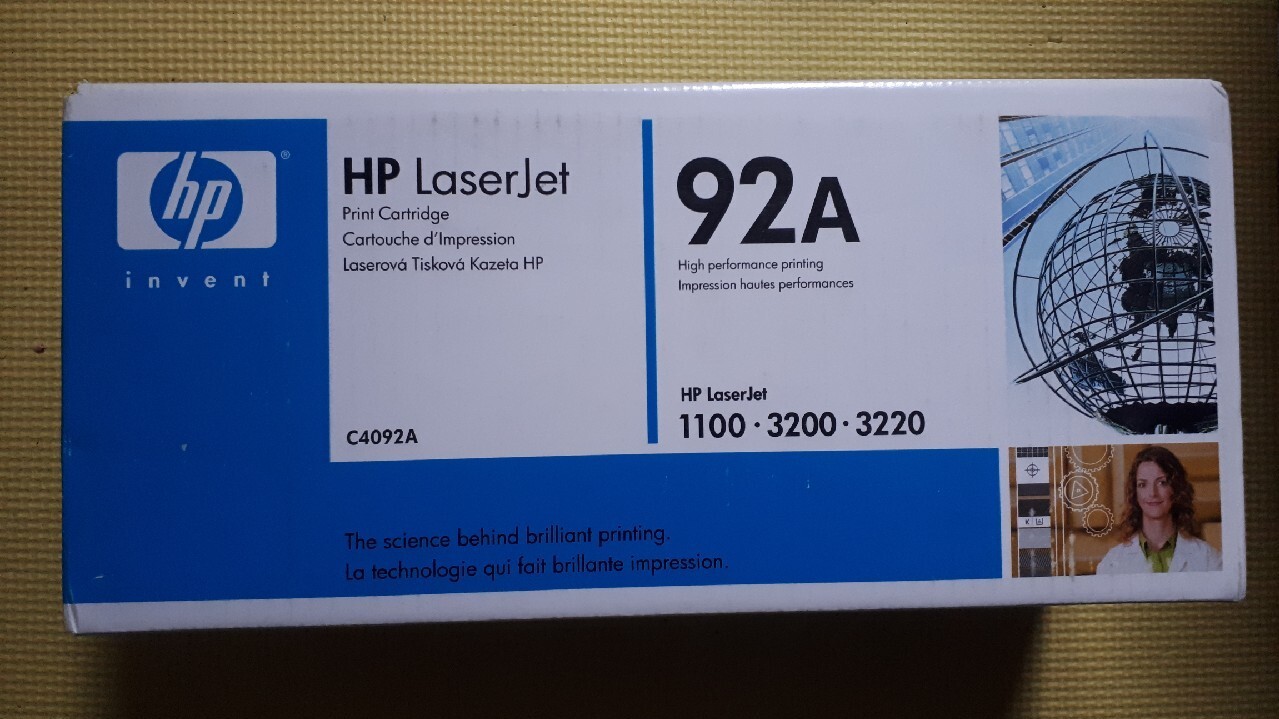 hp ®
invent
HP LaserJet
Print Cartridge
Cartouche d'Impression
Laserová Tisková Kazeta HP
C4092A
92A
High performance printing
Impression hautes performances
HP LaserJet
1100 · 3200 · 3220
The science behind brilliant printing.
La technologie qui fait brillante impression.